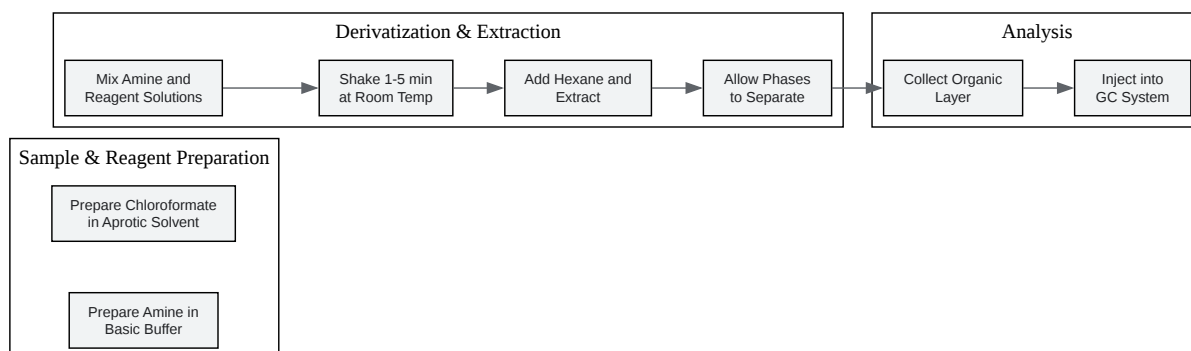 Derivatization & Extraction
Mix Amine and
Reagent Solutions
Shake 1-5 min
at Room Temp
Add Hexane and
Extract
Allow Phases
to Separate
Analysis
Collect Organic
Layer
Inject into
GC System
Sample & Reagent Preparation
Prepare Chloroformate
in Aprotic Solvent
Prepare Amine in
Basic Buffer